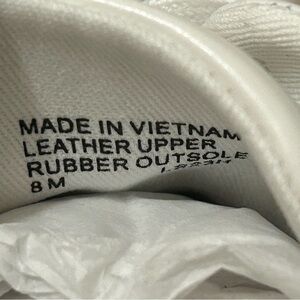 MADE IN VIETNAM
LEATHER UPPER
RUBBER OUTSOLE
8 M